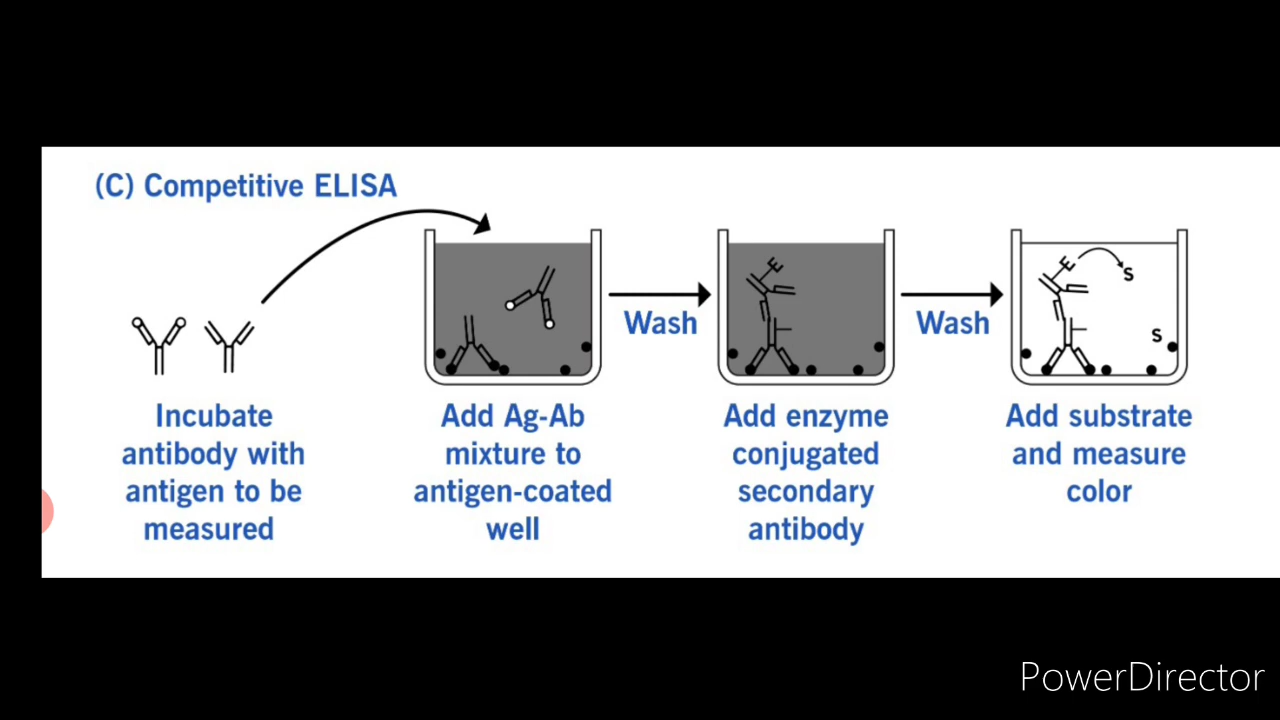 (C) Competitive ELISA
E
S
S
Wash
Wash
Incubate
antibody with
antigen to be
measured
Add Ag-Ab
mixture to
antigen-coated
well
Add enzyme
conjugated
secondary
antibody
E
Add substrate
and measure
color
PowerDirector